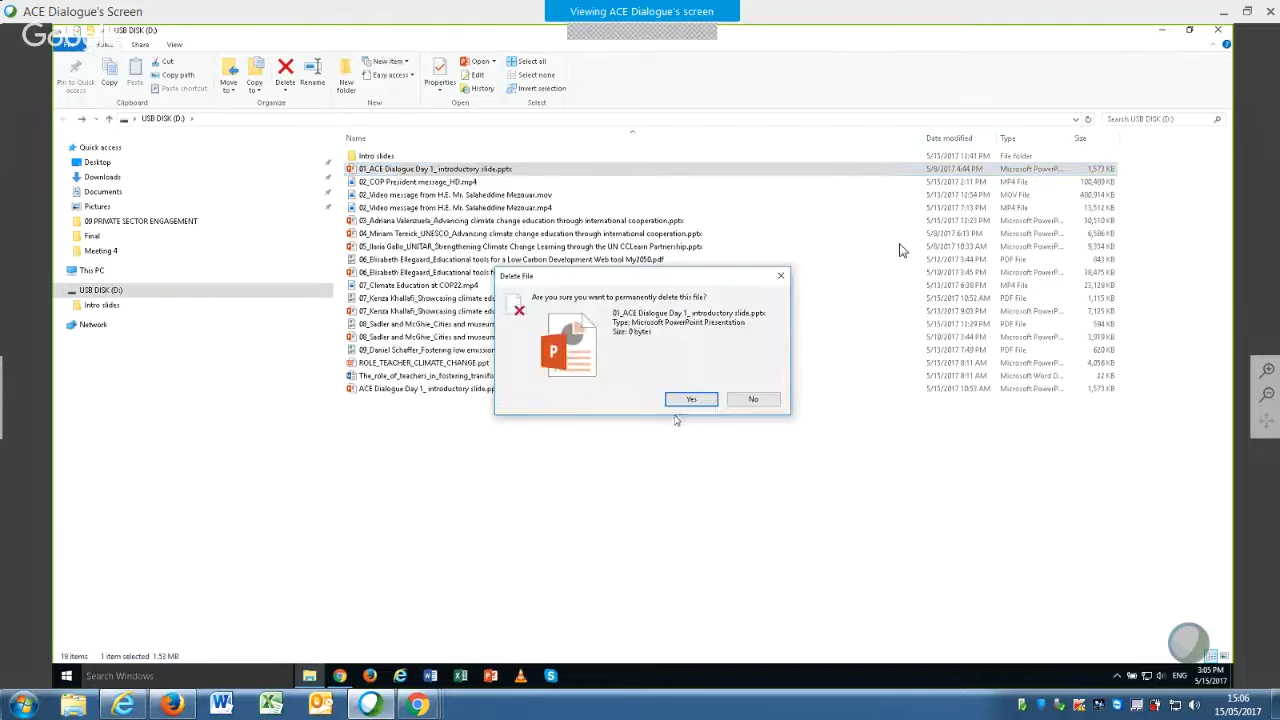 ACE Dialogue's Screen
Viewing ACE Dialogue's screen
USB DISK (D:)
Share View
Pin to Quick access
Copy
Paste
Cut
Copy path
Paste shortcut
Clipboard
Move to
Copy to
Delete
Rename
Organize
New folder
New item
Easy access
New
Properties
Open
Edit
History
Open
Select all
Select none
Invert selection
Select
USB DISK (D:)
Search USB DISK (D:)
Quick access
Desktop
Downloads
Documents
Pictures
09 PRIVATE SECTOR ENGAGEMENT
Final
Meeting 4
This PC
USB DISK (D:)
Intro slides
Network
Name Date modified Type Size
Intro slides 5/15/2017 12:41 PM File folder
01_ACE Dialogue Day 1_ introductory slide.pptx 5/8/2017 4:44 PM Microsoft PowerP... 1,573 KB
02_COP President message_HD.mp4 5/15/2017 2:11 PM MP4 File 100,489 KB
02_Video message from H.E. Mr. Salaheddine Mezouar.mov 5/13/2017 12:54 PM MOV File 480,914 KB
02_Video message from H.E. Mr. Salaheddine Mezouar.mp4 5/13/2017 7:13 PM MP4 File 13,512 KB
03_Adriana Valenzuela_Advancing climate change education through international cooperation.pptx 5/15/2017 12:23 PM Microsoft PowerP... 30,510 KB
04_Miriam Tereick_UNESCO_Advancing climate change education through international cooperation.pptx 5/8/2017 6:13 PM Microsoft PowerP... 6,586 KB
05_Ilaria Gallo_UNITAR_Strengthening Climate Change Learning through the UN CCLearn Partnership.pptx 5/8/2017 10:33 AM Microsoft PowerP... 9,334 KB
06_Elisabeth Ellegaard_Educational tools for a Low Carbon Development Web tool My2050.pdf 5/12/2017 5:44 PM PDF File 843 KB
06_Elisabeth Ellegaard_Educational tools f 5/10/2017 3:45 PM Microsoft PowerP... 38,475 KB
07_Climate Education at COP22.mp4 5/13/2017 6:38 PM MP4 File 23,128 KB
07_Kenza Khallafi_Showcasing climate edu 5/15/2017 10:52 AM PDF File 1,115 KB
07_Kenza Khallafi_Showcasing climate edu 5/13/2017 9:03 PM Microsoft PowerP... 7,125 KB
08_Sadler and McGhie_Cities and museum 5/15/2017 12:29 PM PDF File 594 KB
08_Sadler and McGhie_Cities and museum 5/10/2017 3:44 PM Microsoft PowerP... 3,919 KB
09_Daniel Schaffer_Fostering low emission 5/13/2017 7:49 PM PDF File 620 KB
ROLE_TEACHER_CLIMATE_CHANGE.ppt 5/15/2017 8:11 AM Microsoft PowerP... 4,056 KB
The_role_of_teachers_in_fostering_transfo 5/15/2017 8:11 AM Microsoft Word D... 22 KB
ACE Dialogue Day 1_ introductory slide.pp 5/15/2017 10:53 AM Microsoft PowerP... 1,573 KB
Delete File
Are you sure you want to permanently delete this file?
01_ACE Dialogue Day 1_ introductory slide.pptx
Type: Microsoft PowerPoint Presentation
Size: 0 bytes
Yes No
19 items 1 item selected 1.53 MB
Search Windows
ENG
3:05 PM
5/15/2017
15:06
15/05/2017